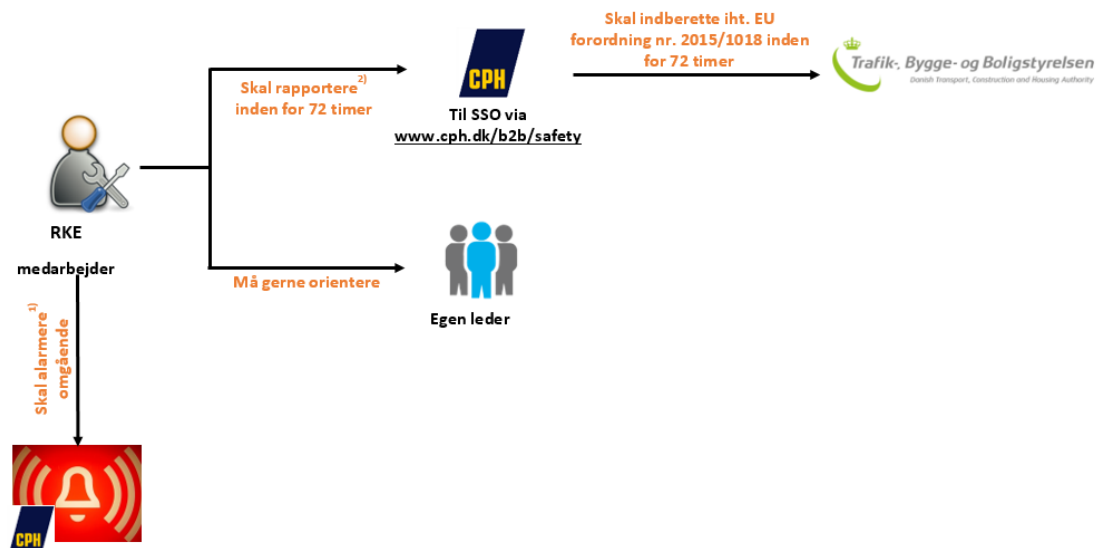 Skal indberette iht. EU
forordning nr. 2015/1018 inden
for 72 timer
Trafik-, Bygge- og Boligstyrelsen
Danish Transport, Construction and Housing Authority
CPH
Skal rapportere 2)
inden for 72 timer
Til SSO via
www.cph.dk/b2b/safety
RKE
medarbejder
Må gerne orientere
Egen leder
Skal alarmere 1)
omgående
CPH